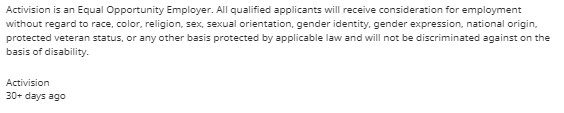 Activision is an Equal Opportunity Employer. All qualified applicants will receive consideration for employment
without regard to race, color, religion, sex, sexual orientation, gender identity, gender expression, national origin,
protected veteran status, or any other basis protected by applicable law and will not be discriminated against on the
basis of disability.
Activision
30+ days ago